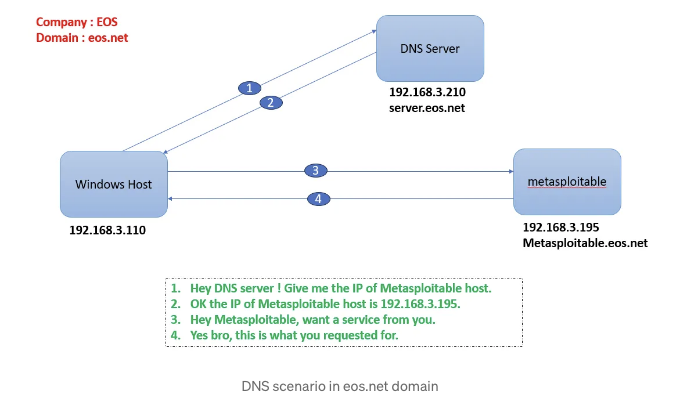 Company : EOS
Domain : eos.net
DNS Server
192.168.3.210
server.eos.net
1
2
Windows Host
192.168.3.110
3
4
metasploitable
192.168.3.195
Metasploitable.eos.net
1. Hey DNS server ! Give me the IP of Metasploitable host.
2. OK the IP of Metasploitable host is 192.168.3.195.
3. Hey Metasploitable, want a service from you.
4. Yes bro, this is what you requested for.
DNS scenario in eos.net domain